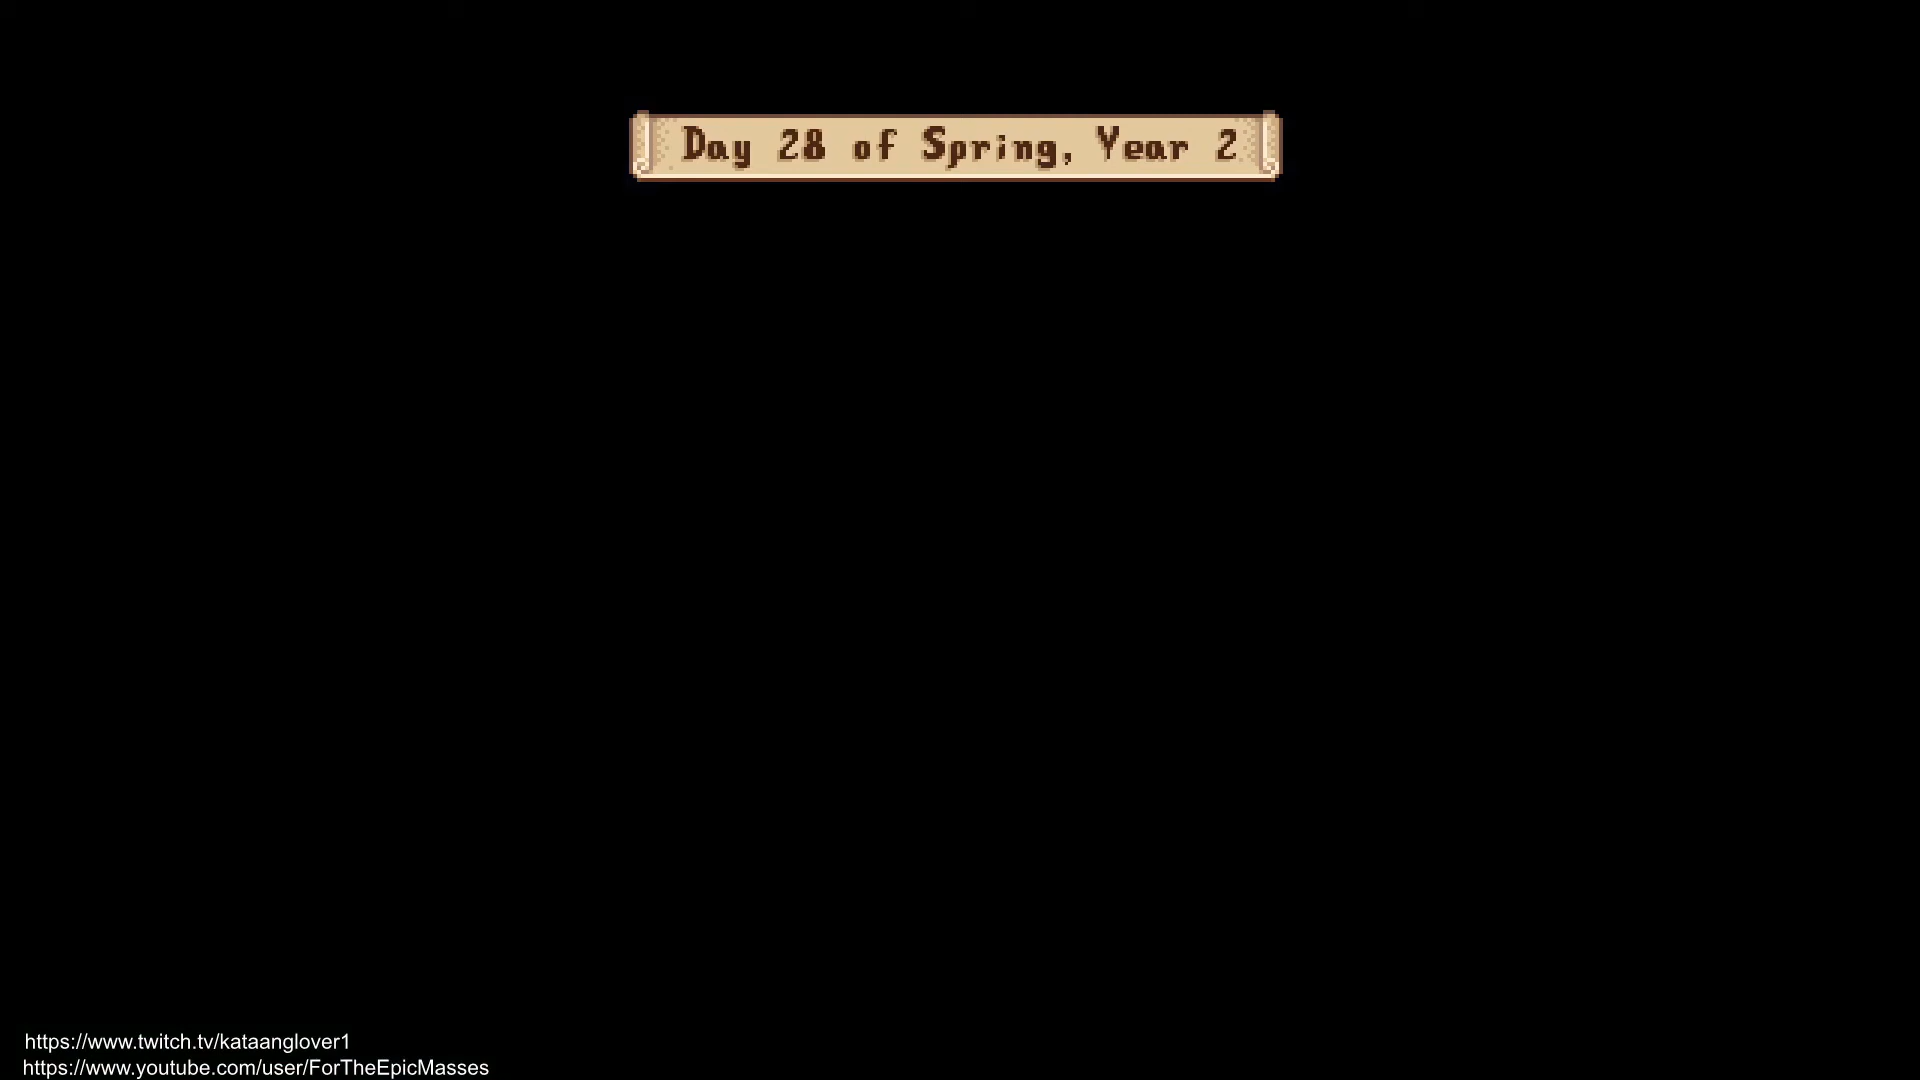 Day 28 of Spring, Year 2
https://www.twitch.tv/kataanglover1
https://www.youtube.com/user/ForTheEpicMasses